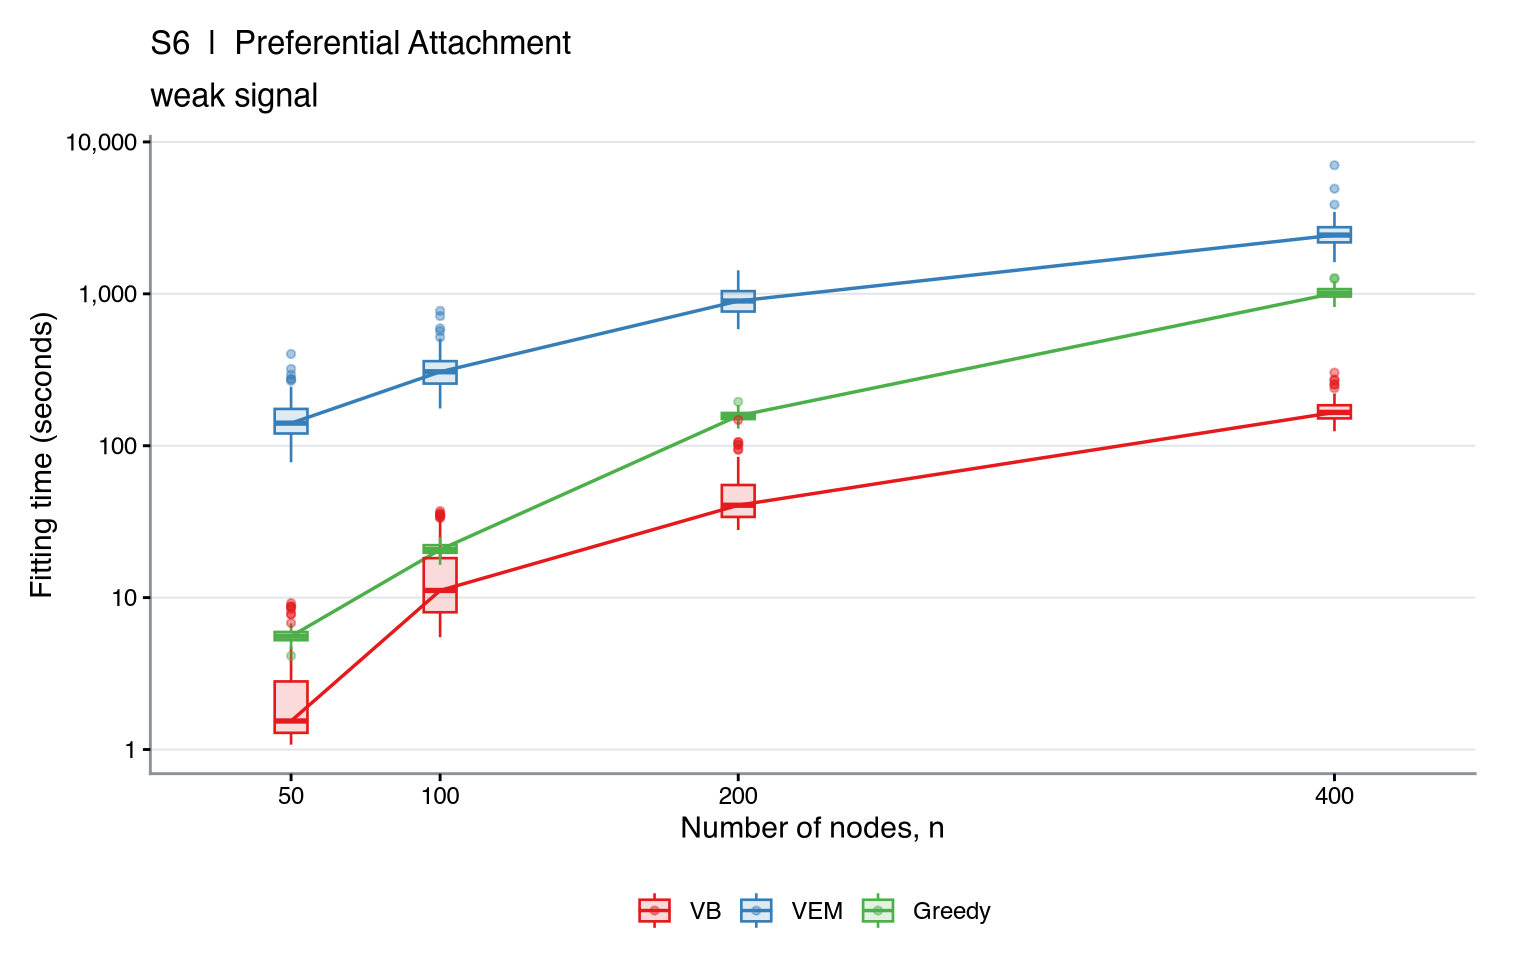 S6 | Preferential Attachment
weak signal
10,000
1,000
100
10
1
Fitting time (seconds)
50 100 200 400
Number of nodes, n
VB VEM Greedy